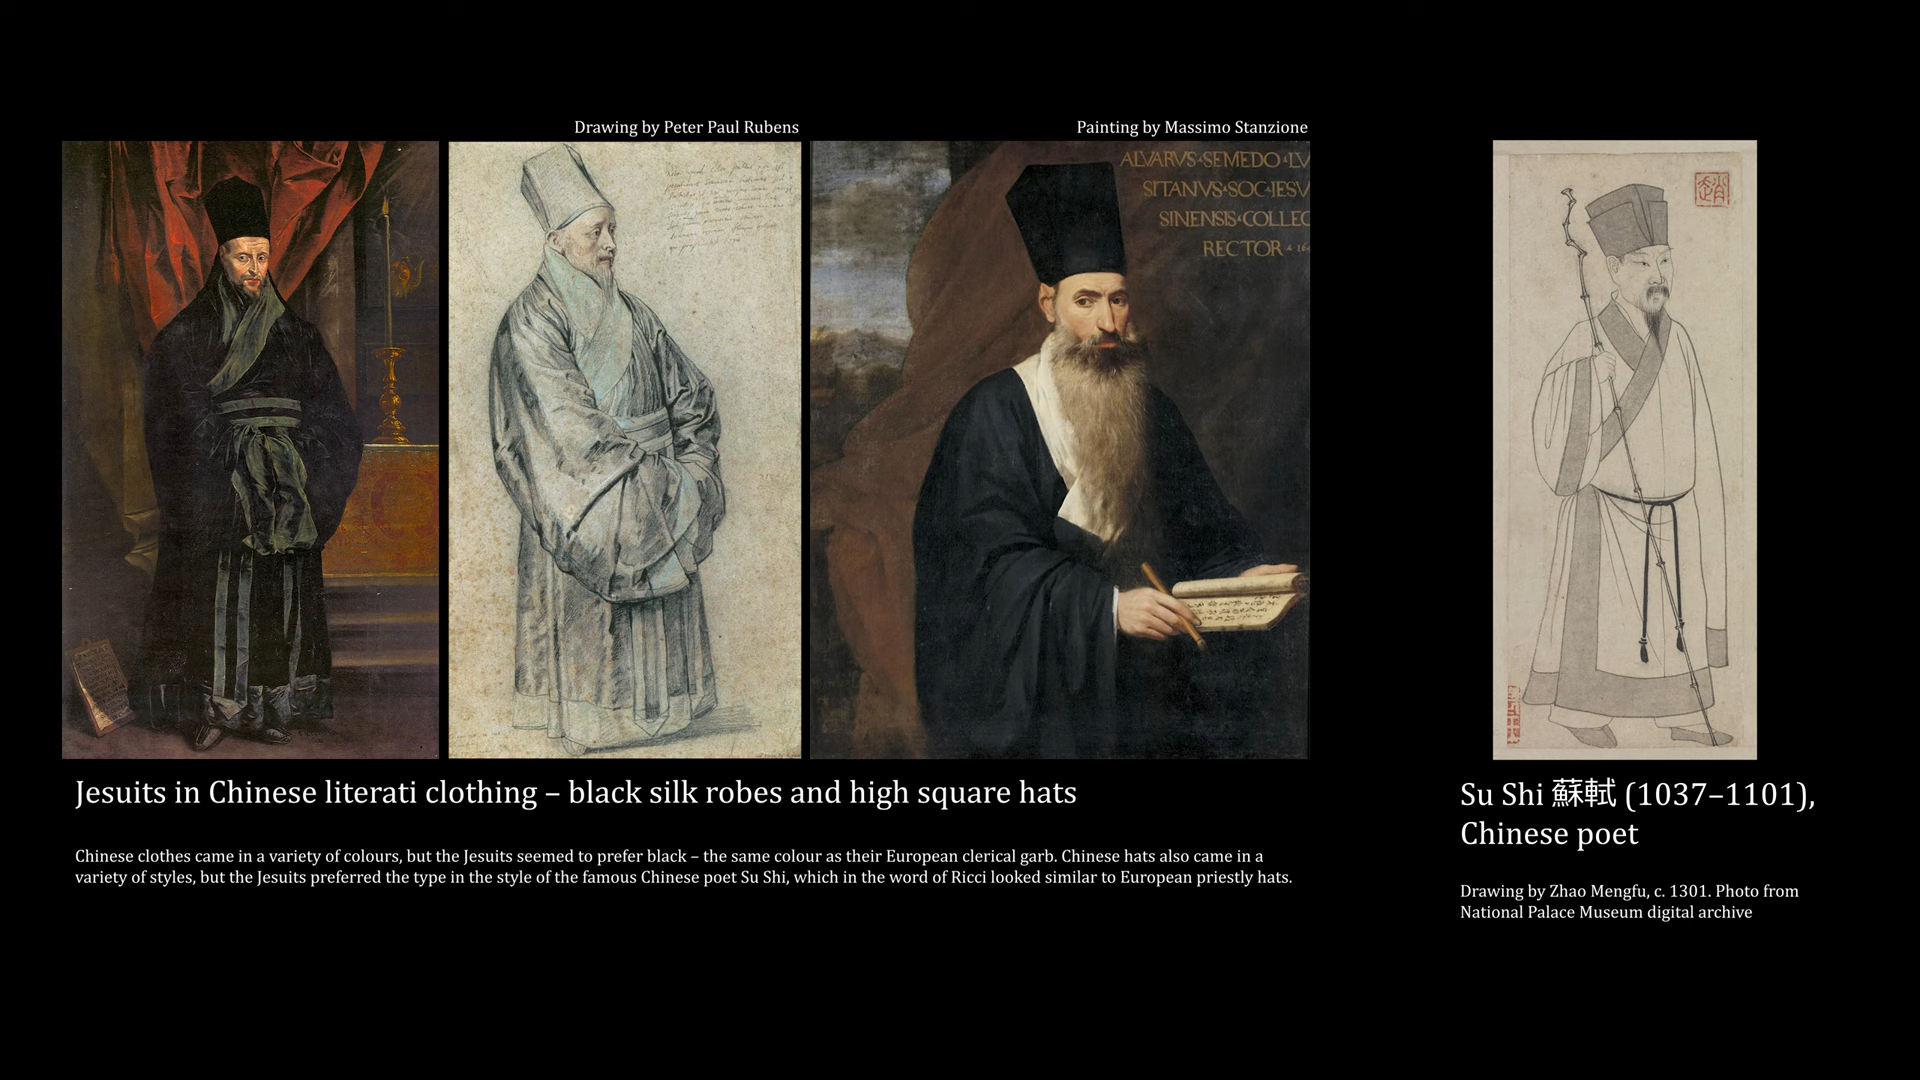 Drawing by Peter Paul Rubens
Painting by Massimo Stanzione
ALVARVS·SEMEDO·LV
SITANVS·SOC·IESV
SINENSIS·COLLEC
RECTOR
趙
Jesuits in Chinese literati clothing – black silk robes and high square hats
Chinese clothes came in a variety of colours, but the Jesuits seemed to prefer black – the same colour as their European clerical garb. Chinese hats also came in a
variety of styles, but the Jesuits preferred the type in the style of the famous Chinese poet Su Shi, which in the word of Ricci looked similar to European priestly hats.
Su Shi 蘇軾 (1037–1101),
Chinese poet
Drawing by Zhao Mengfu, c. 1301. Photo from
National Palace Museum digital archive